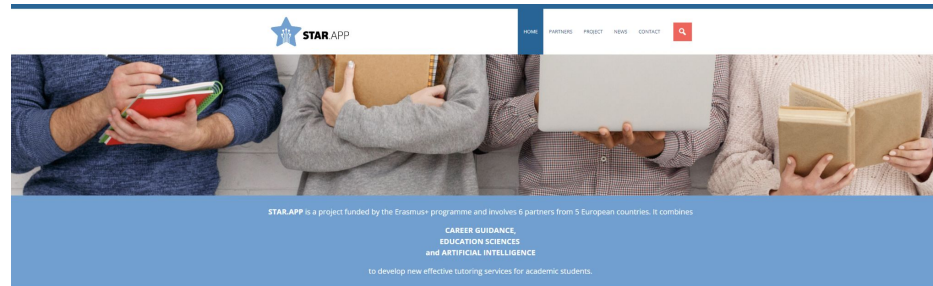 STAR.APP
HOME PARTNERS PROJECT NEWS CONTACT
STAR.APP is a project funded by the Erasmus+ programme and involves 6 partners from 5 European countries. It combines
CAREER GUIDANCE,
EDUCATION SCIENCES
and ARTIFICIAL INTELLIGENCE
to develop new effective tutoring services for academic students.